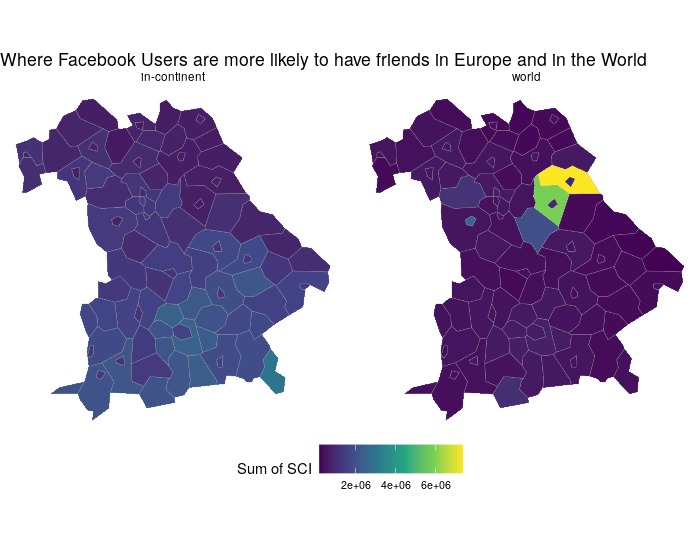 Where Facebook Users are more likely to have friends in Europe and in the World
in-continent
world
Sum of SCI
2e+06
4e+06
6e+06